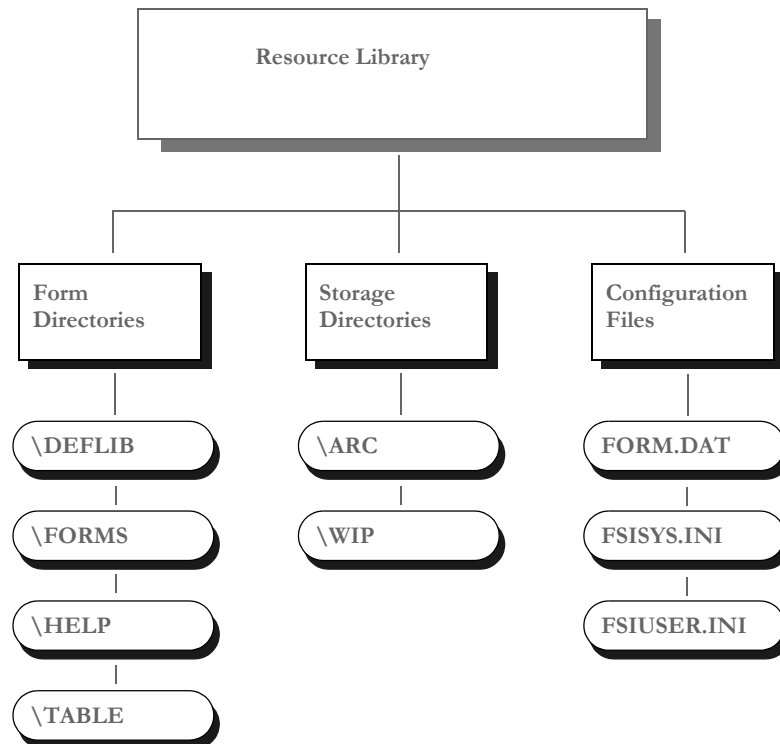 Resource Library
Form
Directories
Storage
Directories
Configuration
Files
\DEFLIB
\ARC
FORM.DAT
\FORMS
\WIP
FSISYS.INI
\HELP
FSIUSER.INI
\TABLE